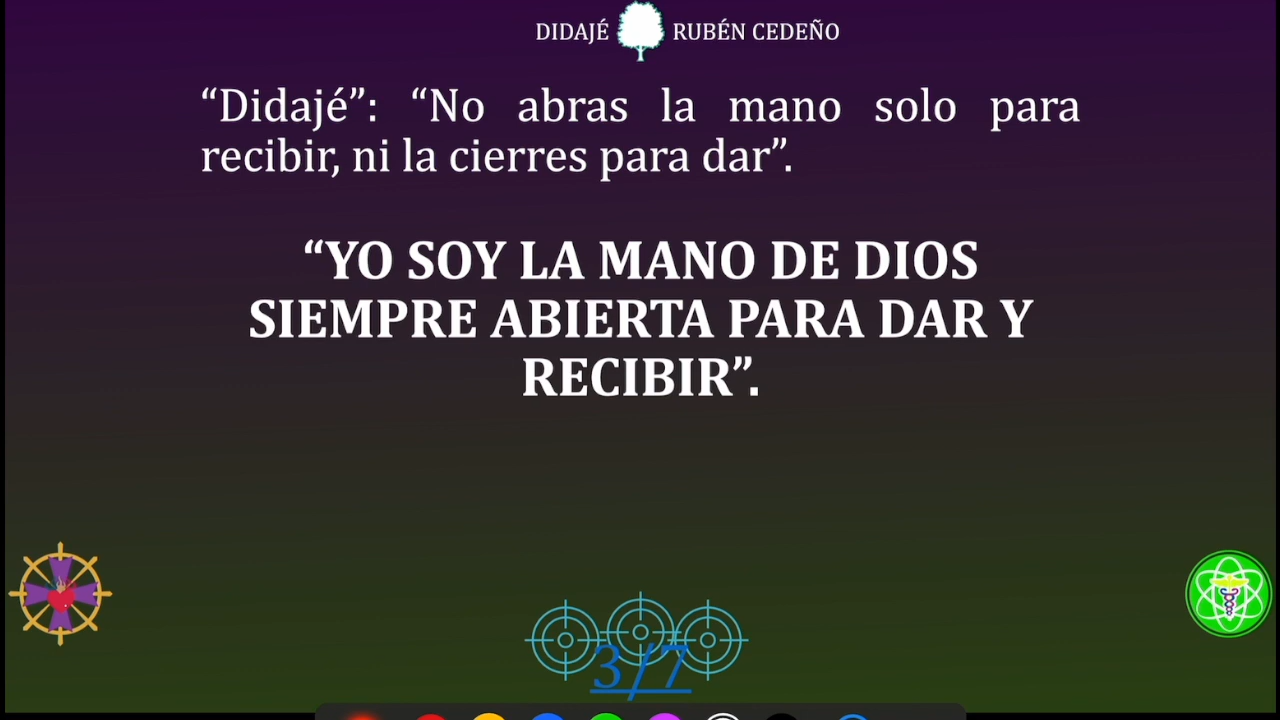 DIDAJÉ RUBÉN CEDEÑO
“Didajé”: “No abras la mano solo para
recibir, ni la cierres para dar”.
“YO SOY LA MANO DE DIOS
SIEMPRE ABIERTA PARA DAR Y
RECIBIR”.
3/7